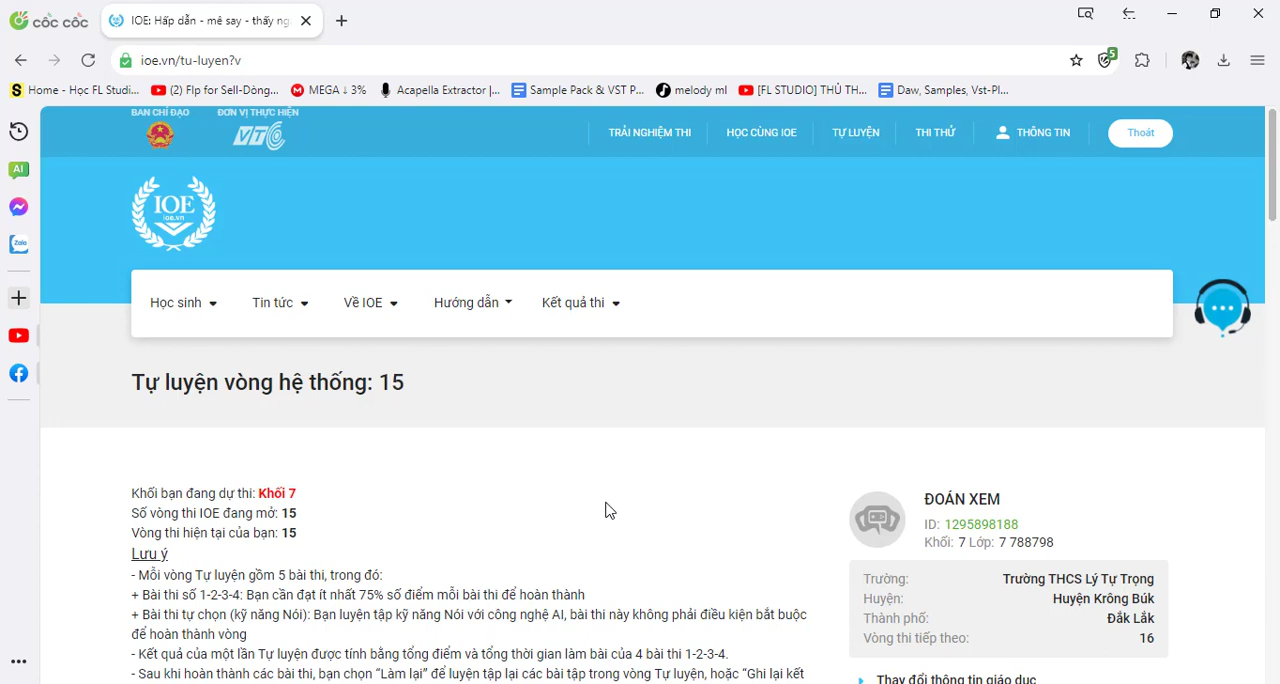 cốc cốc
IOE: Hấp dẫn - mê say - thấy ng
ioe.vn/tu-luyen?v
5
Home - Học FL Studi...
(2) Flp for Sell-Dòng...
MEGA ↓ 3%
Acapella Extractor |...
Sample Pack & VST P...
melody ml
[FL STUDIO] THỦ TH...
Daw, Samples, Vst-Pl...
AI
Zalo
BAN CHỈ ĐẠO
ĐƠN VỊ THỰC HIỆN
VTC
TRẢI NGHIỆM THI
HỌC CÙNG IOE
TỰ LUYỆN
THI THỬ
THÔNG TIN
Thoát
IOE
ioe.vn
Học sinh
Tin tức
Về IOE
Hướng dẫn
Kết quả thi
Tự luyện vòng hệ thống: 15
Khối bạn đang dự thi: Khối 7
Số vòng thi IOE đang mở: 15
Vòng thi hiện tại của bạn: 15
Lưu ý
- Mỗi vòng Tự luyện gồm 5 bài thi, trong đó:
+ Bài thi số 1-2-3-4: Bạn cần đạt ít nhất 75% số điểm mỗi bài thi để hoàn thành
+ Bài thi tự chọn (kỹ năng Nói): Bạn luyện tập kỹ năng Nói với công nghệ AI, bài thi này không phải điều kiện bắt buộc
để hoàn thành vòng
- Kết quả của một lần Tự luyện được tính bằng tổng điểm và tổng thời gian làm bài của 4 bài thi 1-2-3-4.
- Sau khi hoàn thành các bài thi, bạn chọn “Làm lại” để luyện tập lại các bài tập trong vòng Tự luyện, hoặc “Ghi lại kết
ĐOÁN XEM
ID: 1295898188
Khối: 7 Lớp: 7 788798
Trường: Trường THCS Lý Tự Trọng
Huyện: Huyện Krông Búk
Thành phố: Đắk Lắk
Vòng thi tiếp theo: 16
Thay đổi thông tin giáo dục